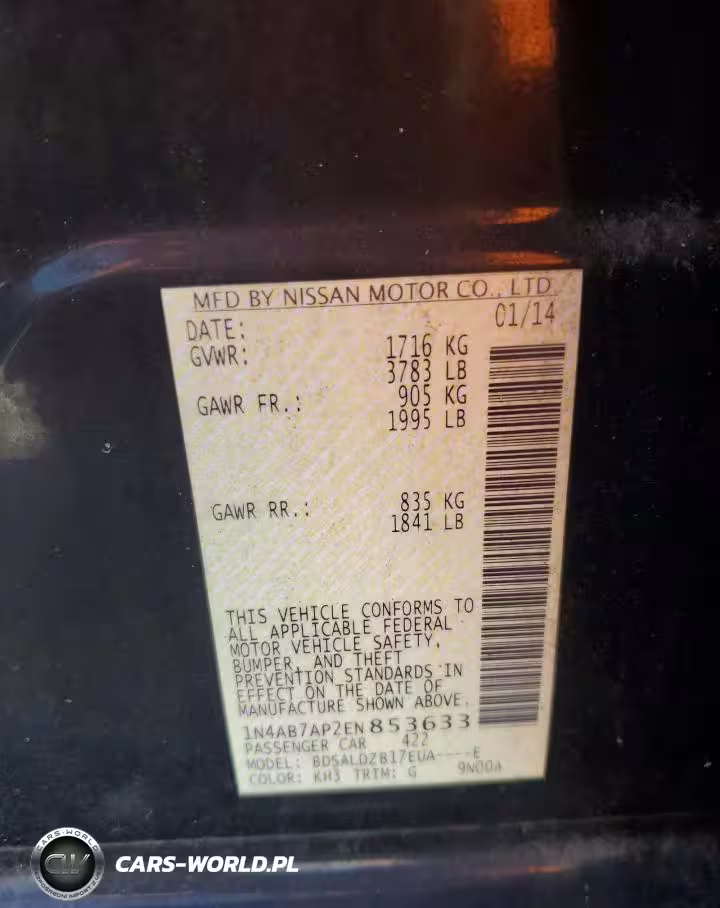 MFD BY NISSAN MOTOR CO., LTD.
DATE: 01/14
GVWR: 1716 KG
3783 LB
GAWR FR.: 905 KG
1995 LB
GAWR RR.: 835 KG
1841 LB
THIS VEHICLE CONFORMS TO
ALL APPLICABLE FEDERAL
MOTOR VEHICLE SAFETY,
BUMPER, AND THEFT
PREVENTION STANDARDS IN
EFFECT ON THE DATE OF
MANUFACTURE SHOWN ABOVE.
1N4AB7AP2EN853633
PASSENGER CAR 422
MODEL: BDSALDZB17EUA----E
COLOR: KH3 TRIM: G 9N00A
CARS-WORLD
CW
CARS-WORLD.PL